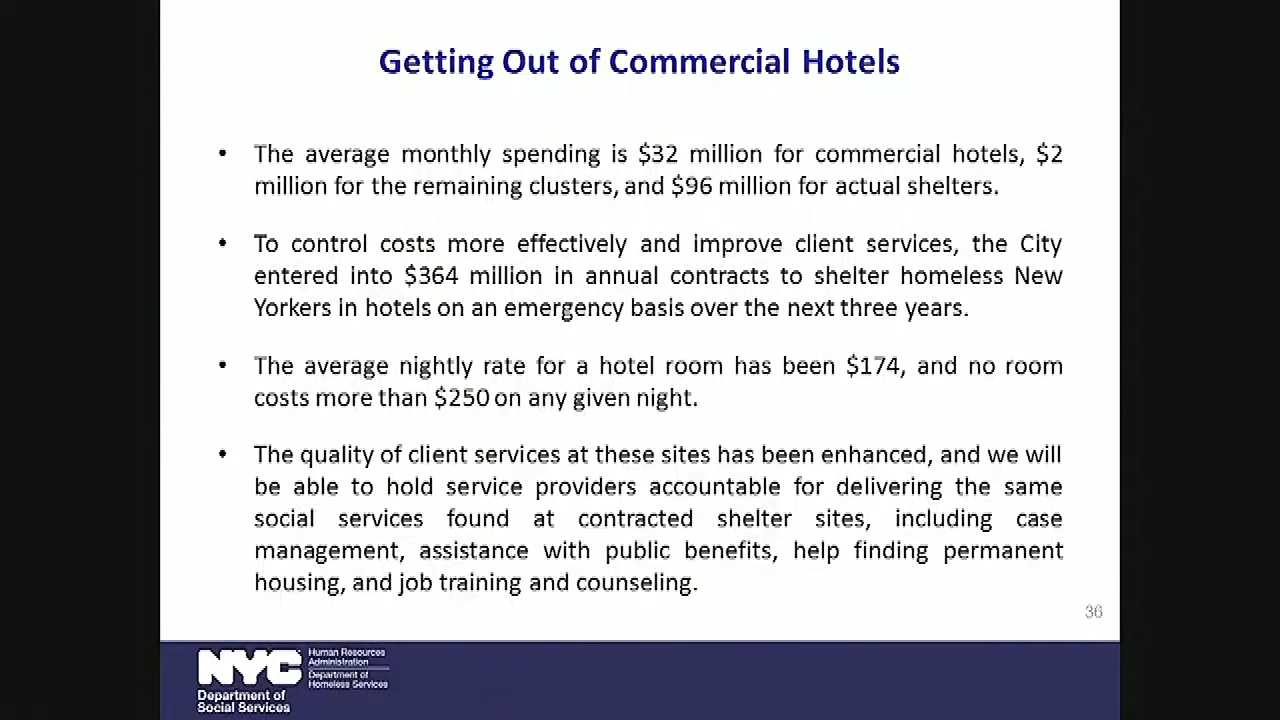 Getting Out of Commercial Hotels
• The average monthly spending is $32 million for commercial hotels, $2
million for the remaining clusters, and $96 million for actual shelters.
• To control costs more effectively and improve client services, the City
entered into $364 million in annual contracts to shelter homeless New
Yorkers in hotels on an emergency basis over the next three years.
• The average nightly rate for a hotel room has been $174, and no room
costs more than $250 on any given night.
• The quality of client services at these sites has been enhanced, and we will
be able to hold service providers accountable for delivering the same
social services found at contracted shelter sites, including case
management, assistance with public benefits, help finding permanent
housing, and job training and counseling.
36
NYC
Department of
Social Services
Human Resources
Administration
Department of
Homeless Services